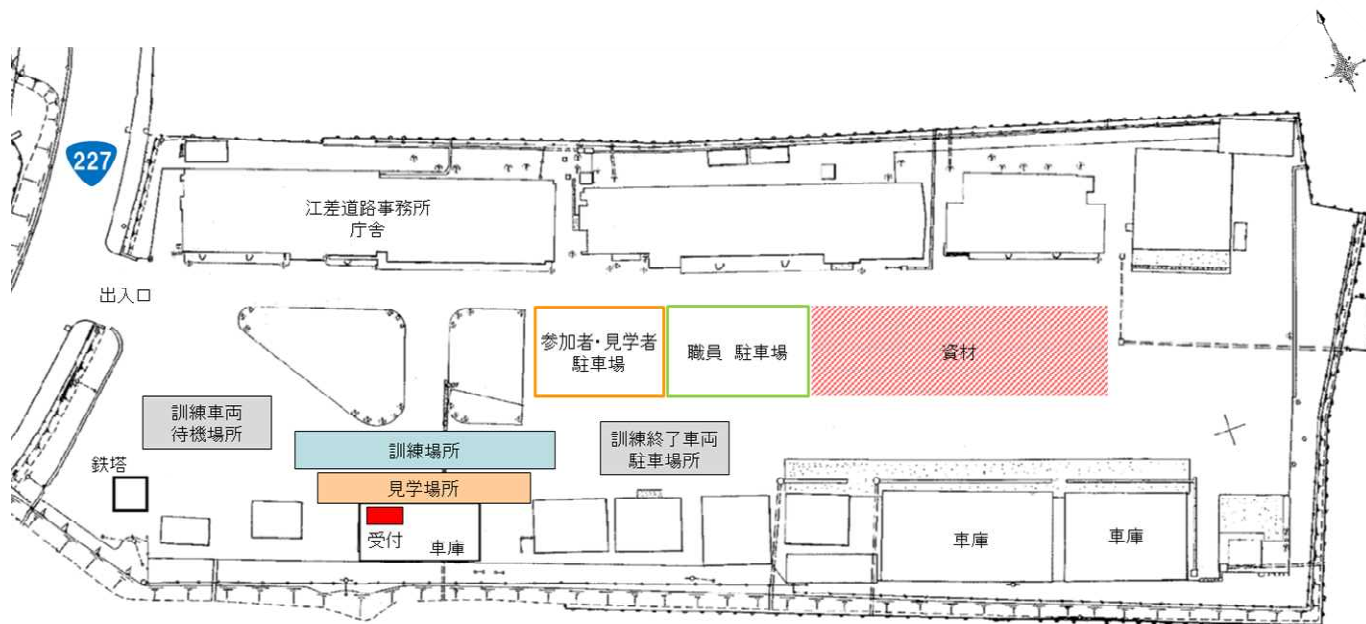 227
江差道路事務所
庁舎
出入口
参加者・見学者
駐車場
職員 駐車場
資材
訓練車両
待機場所
訓練場所
訓練終了車両
駐車場所
鉄塔
見学場所
受付
車庫
車庫
車庫